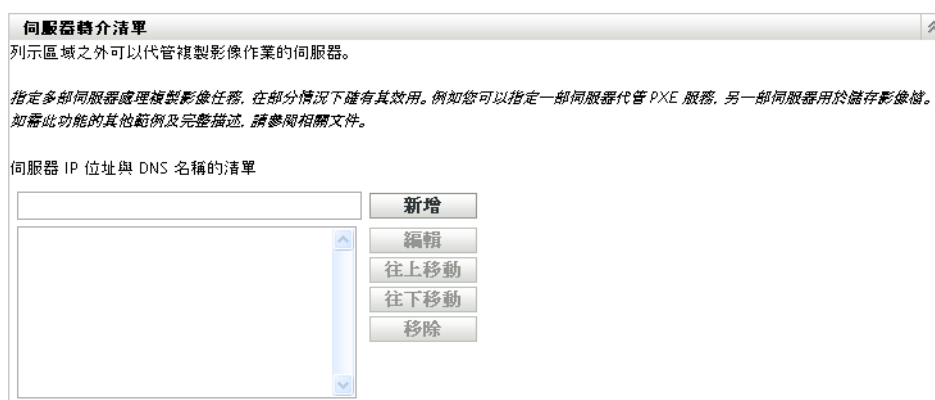 伺服器轉介清單
列示區域之外可以代管複製影像作業的伺服器。
指定多部伺服器處理複製影像任務, 在部分情況下確有其效用。例如您可以指定一部伺服器代管 PXE 服務, 另一部伺服器用於儲存影像檔。
如需此功能的其他範例及完整描述, 請參閱相關文件。
伺服器 IP 位址與 DNS 名稱的清單
新增
編輯
往上移動
往下移動
移除